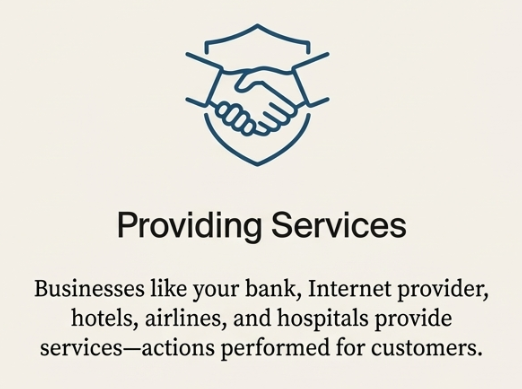 Providing Services
Businesses like your bank, Internet provider,
hotels, airlines, and hospitals provide
services—actions performed for customers.